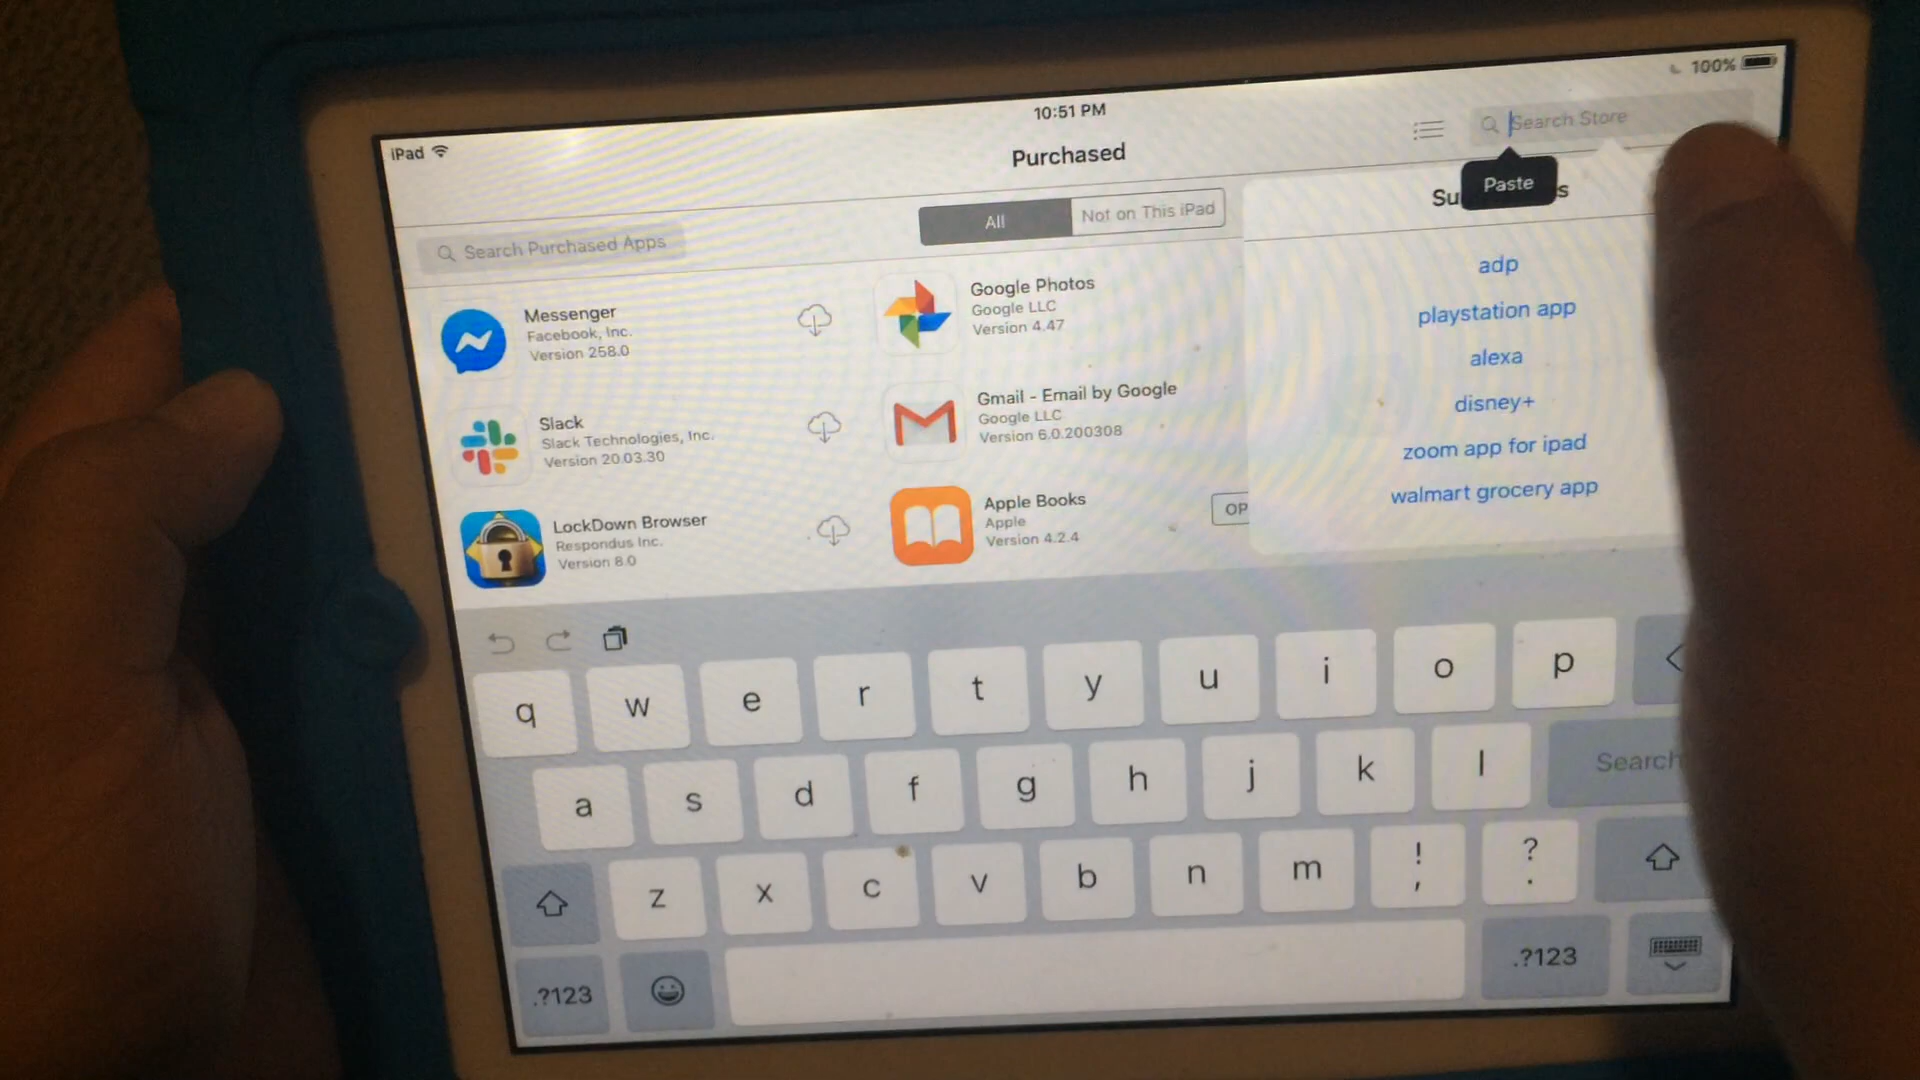 10:51 PM
100%
iPad
Purchased
Search Store
Paste
All
Not on This iPad
Search Purchased Apps
Messenger
Facebook, Inc.
Version 258.0
Google Photos
Google LLC
Version 4.47
Slack
Slack Technologies, Inc.
Version 20.03.30
Gmail - Email by Google
Google LLC
Version 6.0.200308
LockDown Browser
Respondus Inc.
Version 8.0
Apple Books
Apple
Version 4.2.4
OP
Su s
adp
playstation app
alexa
disney+
zoom app for ipad
walmart grocery app
q w e r t y u i o p
a s d f g h j k l Search
z x c v b n m ! , ? .
.?123 .?123